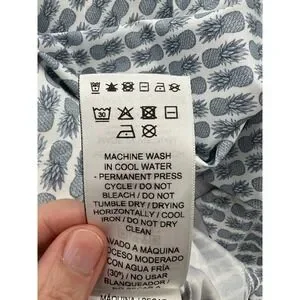 30
MACHINE WASH
IN COOL WATER
- PERMANENT PRESS
CYCLE / DO NOT
BLEACH / DO NOT
TUMBLE DRY / DRYING
HORIZONTALLY / COOL
IRON / DO NOT DRY
CLEAN
LAVADO A MÁQUINA
PROCESO MODERADO
CON AGUA FRÍA
(30º) / NO USAR
BLANQUEADOR /